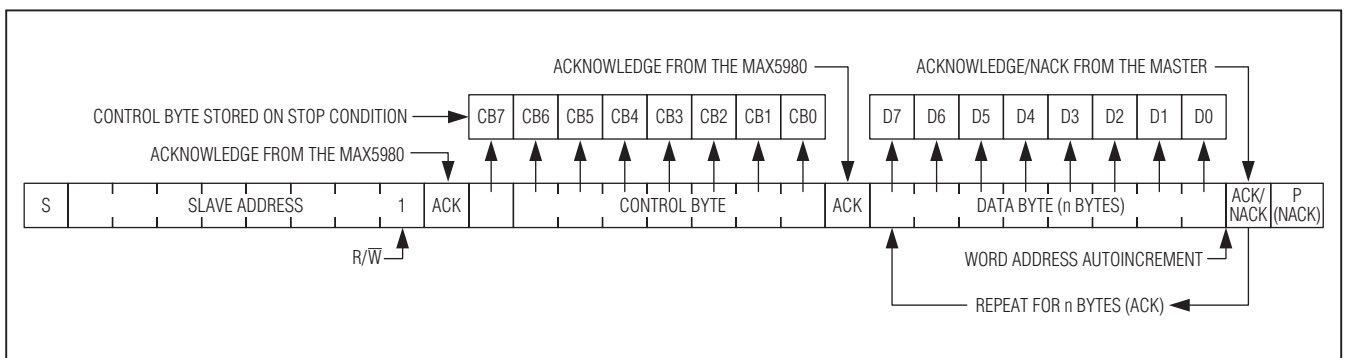 ACKNOWLEDGE FROM THE MAX5980
ACKNOWLEDGE/NACK FROM THE MASTER
CONTROL BYTE STORED ON STOP CONDITION
CB7 CB6 CB5 CB4 CB3 CB2 CB1 CB0
D7 D6 D5 D4 D3 D2 D1 D0
ACKNOWLEDGE FROM THE MAX5980
S SLAVE ADDRESS 1 ACK CONTROL BYTE ACK DATA BYTE (n BYTES) ACK/
NACK P
(NACK)
R/W̅
WORD ADDRESS AUTOINCREMENT
REPEAT FOR n BYTES (ACK)